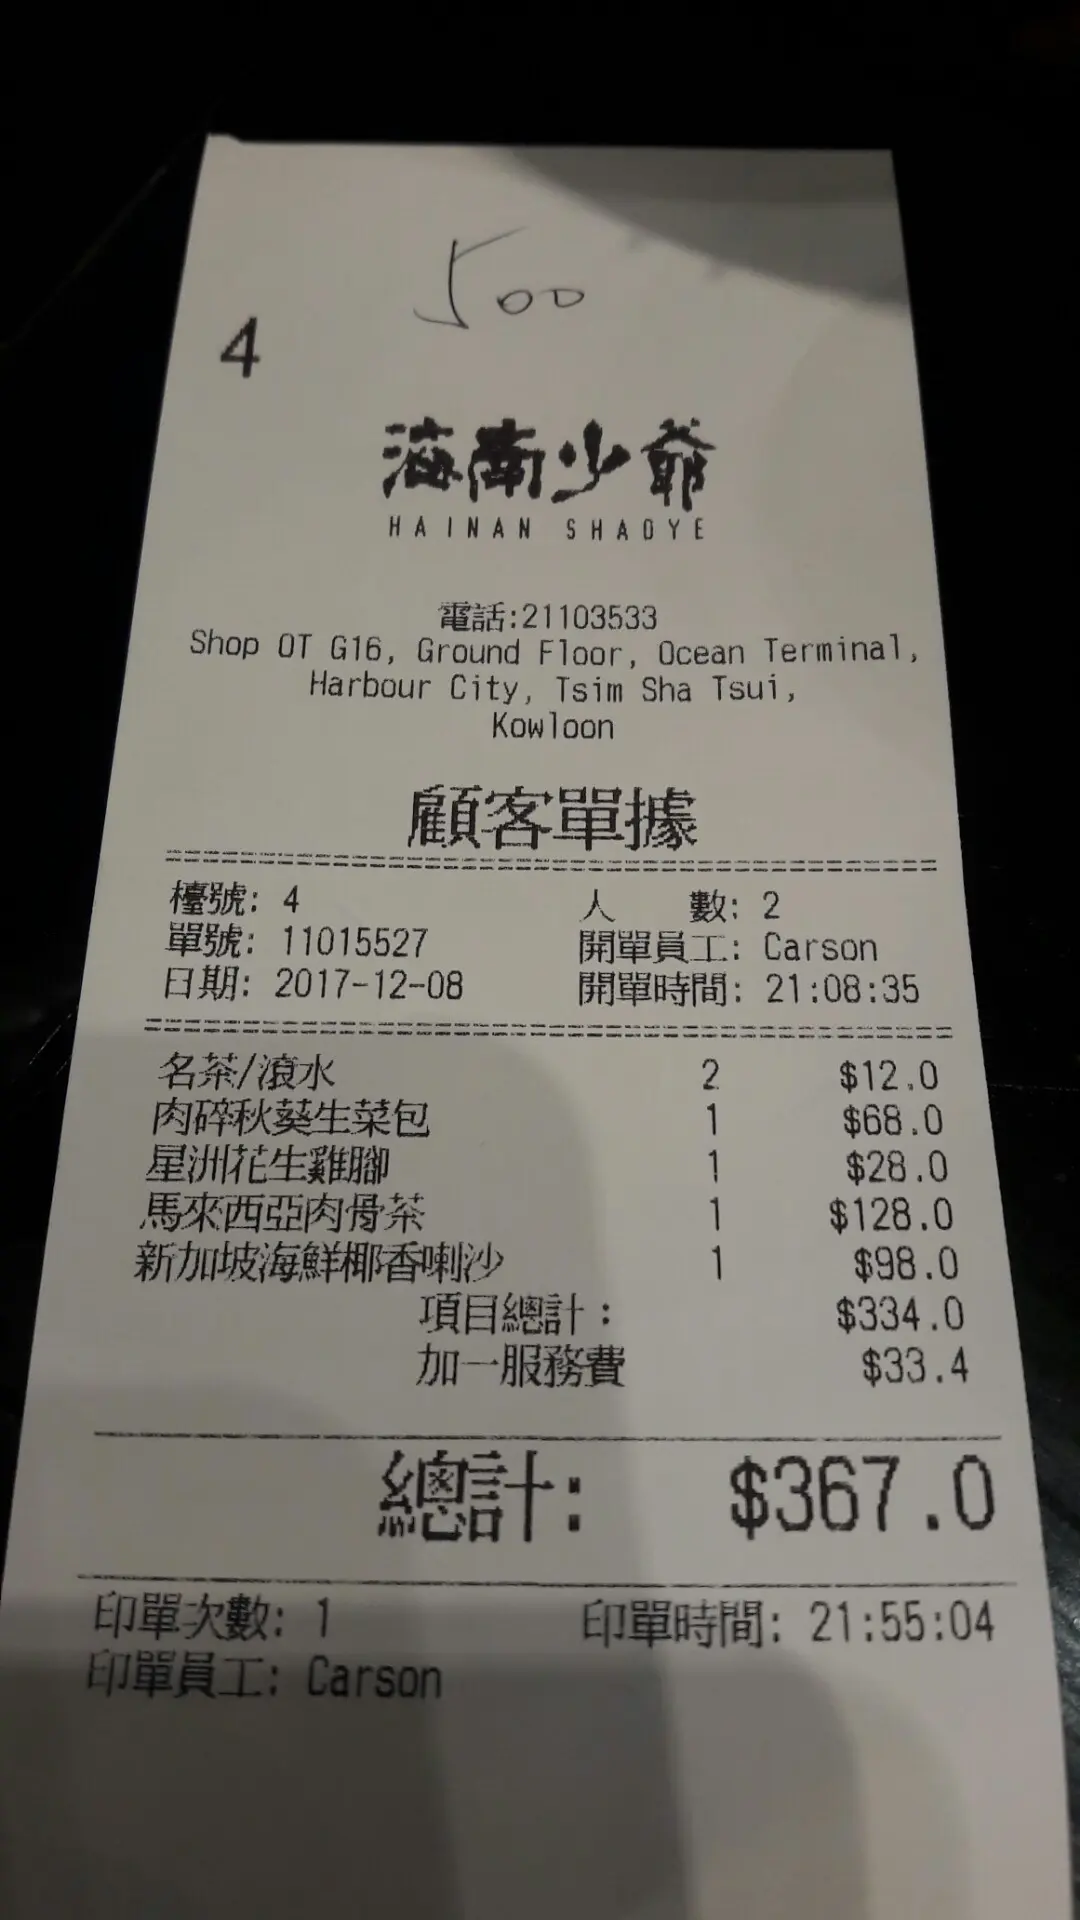 500
4
海南少爺
HAINAN SHAOYE
電話:21103533
Shop OT G16, Ground Floor, Ocean Terminal,
Harbour City, Tsim Sha Tsui,
Kowloon
顧客單據
檯號: 4 人 數: 2
單號: 11015527 開單員工: Carson
日期: 2017-12-08 開單時間: 21:08:35
名茶/滾水 2 $12.0
肉碎秋葵生菜包 1 $68.0
星洲花生雞腳 1 $28.0
馬來西亞肉骨茶 1 $128.0
新加坡海鮮椰香喇沙 1 $98.0
項目總計: $334.0
加一服務費 $33.4
總計: $367.0
印單次數: 1 印單時間: 21:55:04
印單員工: Carson